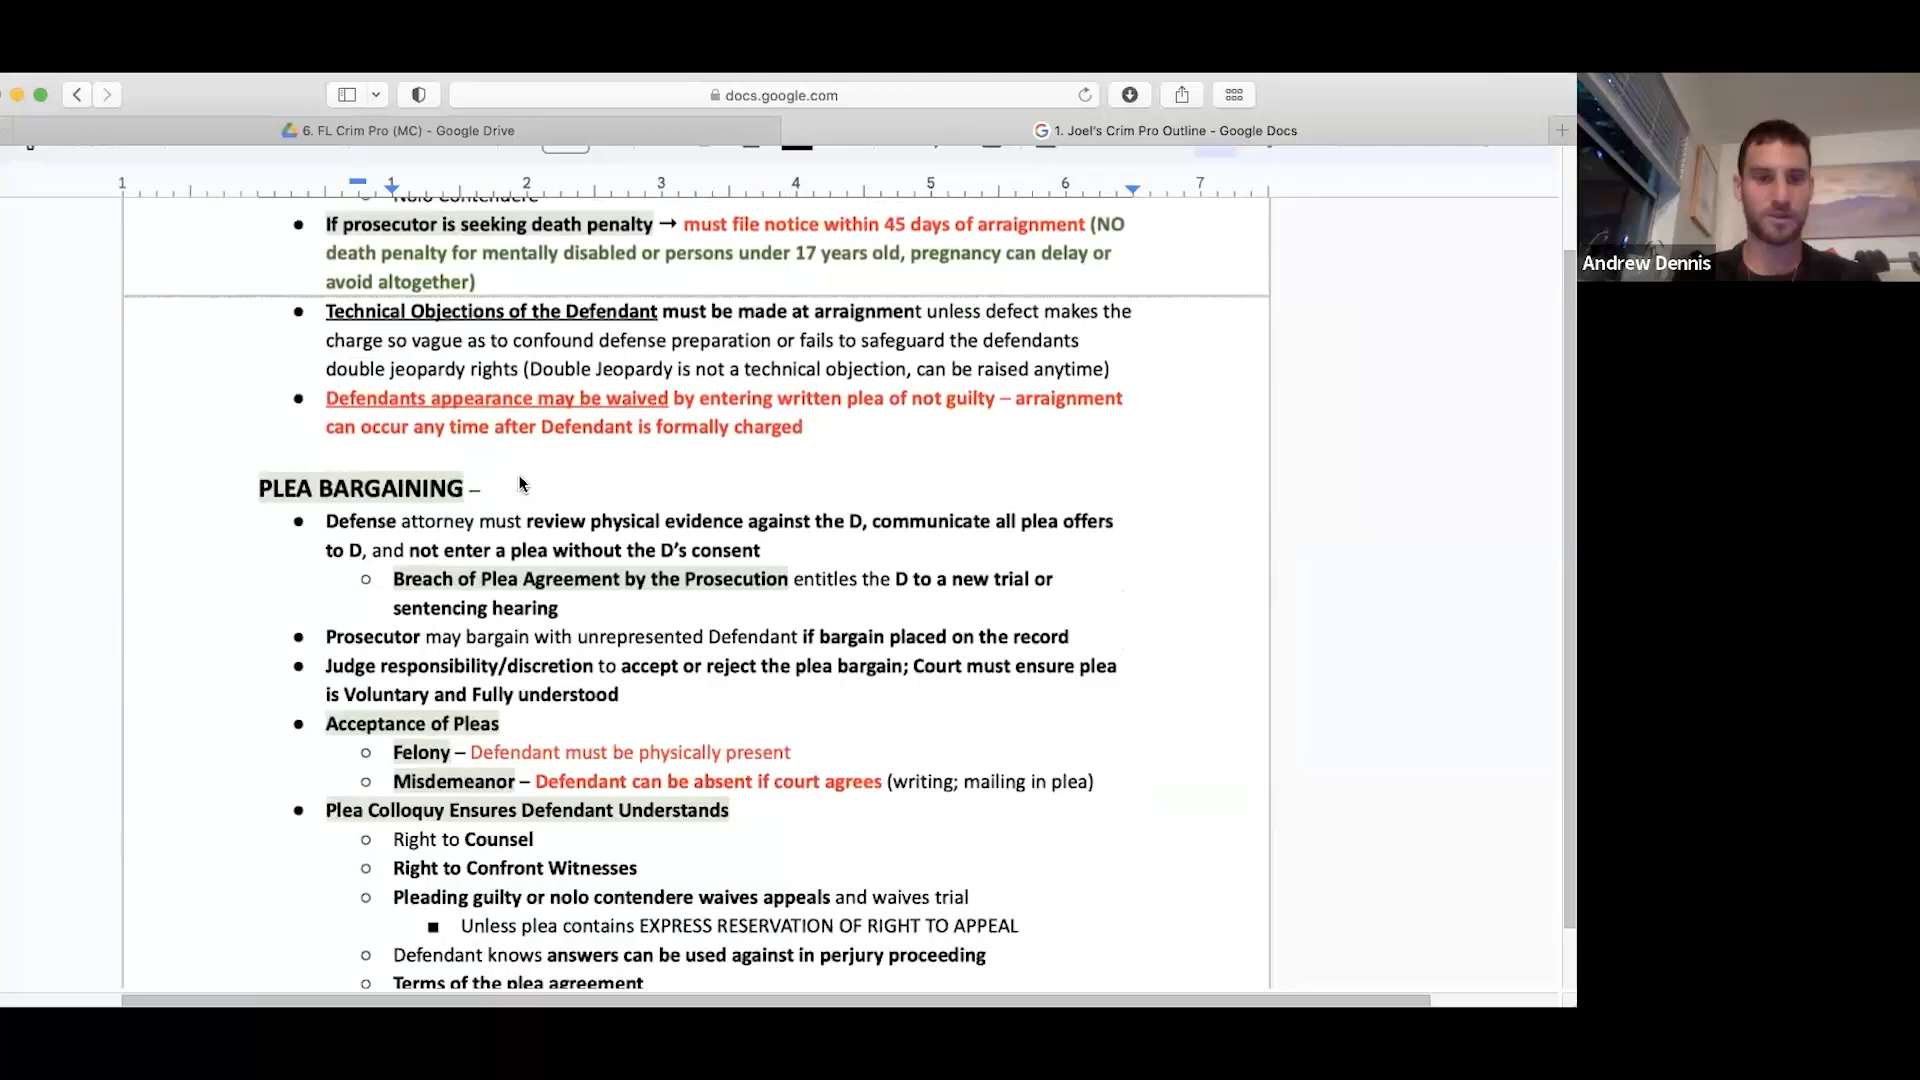 docs.google.com
6. FL Crim Pro (MC) - Google Drive
1. Joel's Crim Pro Outline - Google Docs
1 1 2 3 4 5 6 7
○ Nolo Contendere
● If prosecutor is seeking death penalty → must file notice within 45 days of arraignment (NO
death penalty for mentally disabled or persons under 17 years old, pregnancy can delay or
avoid altogether)
● Technical Objections of the Defendant must be made at arraignment unless defect makes the
charge so vague as to confound defense preparation or fails to safeguard the defendants
double jeopardy rights (Double Jeopardy is not a technical objection, can be raised anytime)
● Defendants appearance may be waived by entering written plea of not guilty – arraignment
can occur any time after Defendant is formally charged
PLEA BARGAINING –
● Defense attorney must review physical evidence against the D, communicate all plea offers
to D, and not enter a plea without the D's consent
○ Breach of Plea Agreement by the Prosecution entitles the D to a new trial or
sentencing hearing
● Prosecutor may bargain with unrepresented Defendant if bargain placed on the record
● Judge responsibility/discretion to accept or reject the plea bargain; Court must ensure plea
is Voluntary and Fully understood
● Acceptance of Pleas
○ Felony – Defendant must be physically present
○ Misdemeanor – Defendant can be absent if court agrees (writing; mailing in plea)
● Plea Colloquy Ensures Defendant Understands
○ Right to Counsel
○ Right to Confront Witnesses
○ Pleading guilty or nolo contendere waives appeals and waives trial
■ Unless plea contains EXPRESS RESERVATION OF RIGHT TO APPEAL
○ Defendant knows answers can be used against in perjury proceeding
○ Terms of the plea agreement
Andrew Dennis